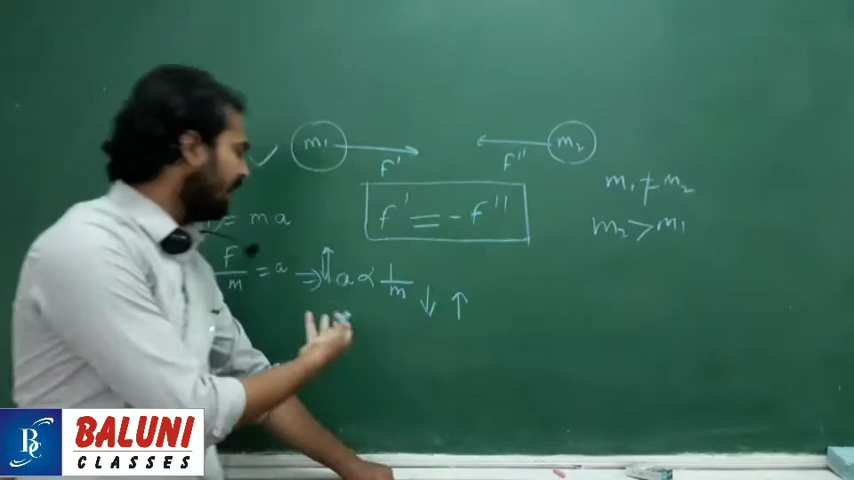 m₁ m₂
f' f"
m₁ ≠ m₂
= ma f' = -f" m₂ > m₁
F/m = a ⇒ ↑a ∝ 1/m ↓ ↑
BALUNI
CLASSES